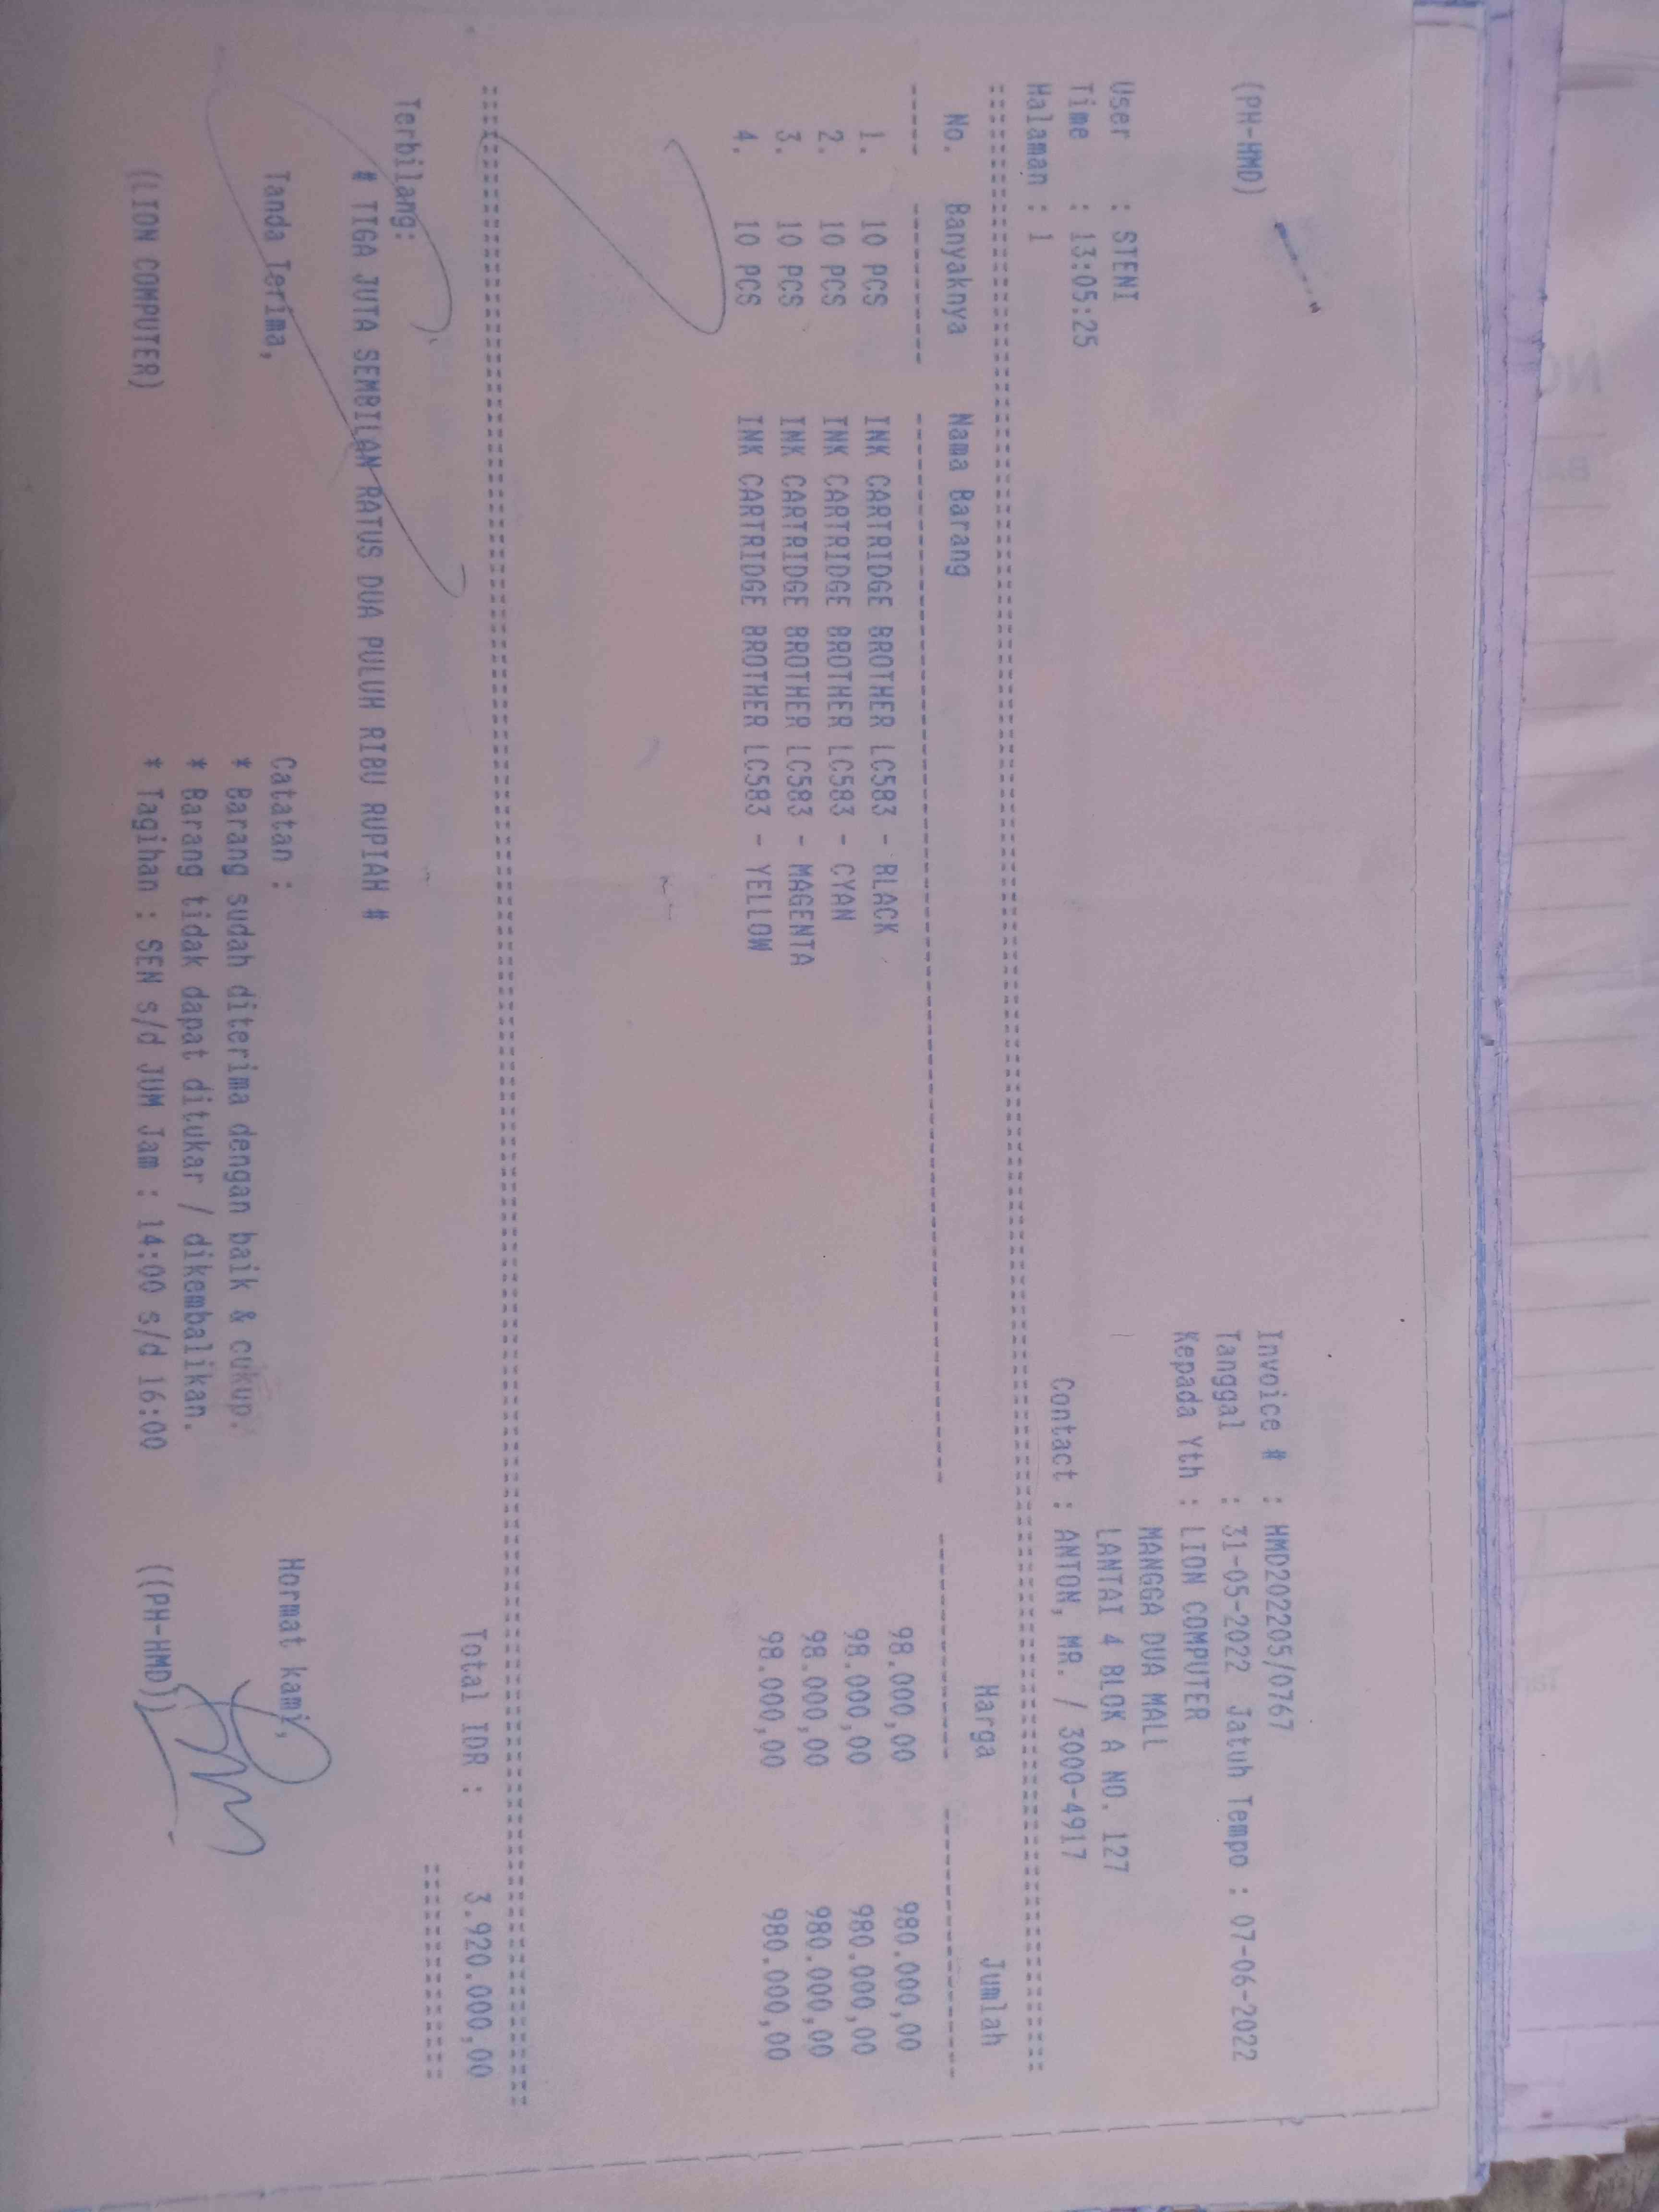 (PH-HMD)
Invoice # : HMD202205/0767
Tanggal : 31-05-2022 Jatuh Tempo : 07-06-2022
Kepada Yth : LION COMPUTER
MANGGA DUA MALL
LANTAI 4 BLOK A NO. 127
Contact : ANTON, MR. / 3000-4917
User : STENI
Time : 13:05:25
Halaman : 1
No. Banyaknya Nama Barang Harga Jumlah
1. 10 PCS INK CARTRIDGE BROTHER LC583 - BLACK 98.000,00 980.000,00
2. 10 PCS INK CARTRIDGE BROTHER LC583 - CYAN 98.000,00 980.000,00
3. 10 PCS INK CARTRIDGE BROTHER LC583 - MAGENTA 98.000,00 980.000,00
4. 10 PCS INK CARTRIDGE BROTHER LC583 - YELLOW 98.000,00 980.000,00
Total IDR : 3.920.000,00
Terbilang:
# TIGA JUTA SEMBILAN RATUS DUA PULUH RIBU RUPIAH #
Tanda Terima,
Catatan :
Hormat kami,
* Barang sudah diterima dengan baik & cukup.
* Barang tidak dapat ditukar / dikembalikan.
(LION COMPUTER) * Tagihan : SEN s/d JUM Jam : 14:00 s/d 16:00 ((PH-HMD))